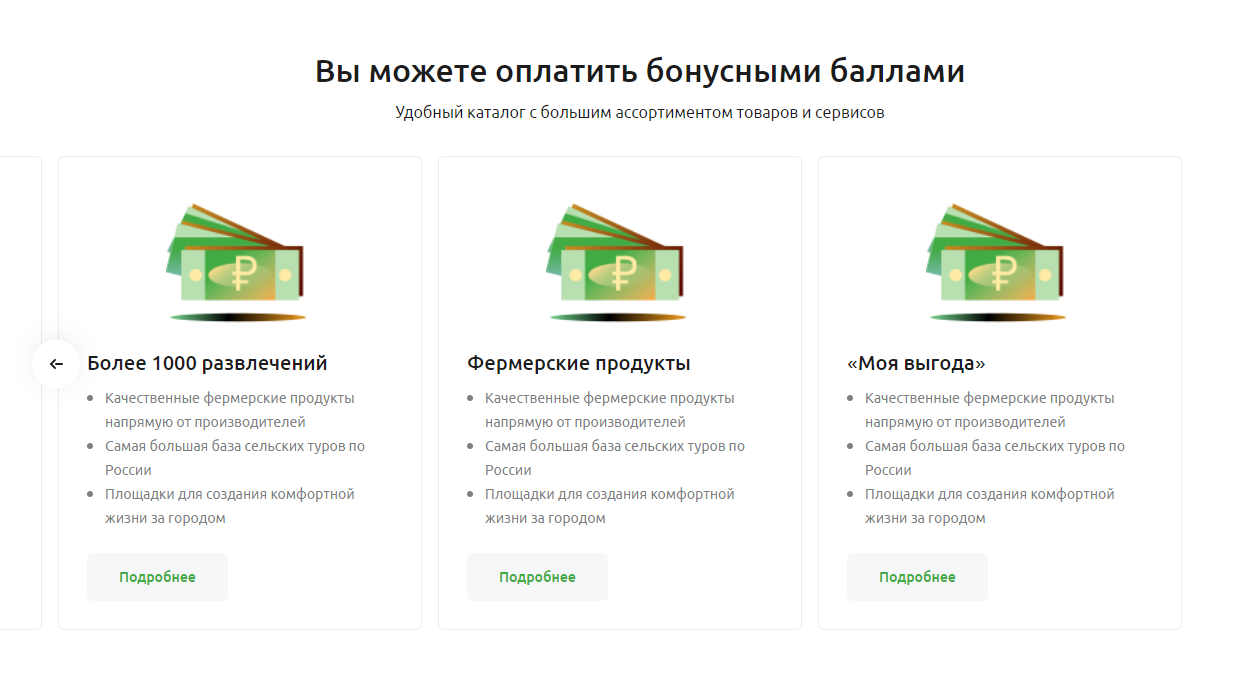 Вы можете оплатить бонусными баллами
Удобный каталог с большим ассортиментом товаров и сервисов
₽
Более 1000 развлечений
Качественные фермерские продукты
напрямую от производителей
Самая большая база сельских туров по
России
Площадки для создания комфортной
жизни за городом
Подробнее
₽
Фермерские продукты
Качественные фермерские продукты
напрямую от производителей
Самая большая база сельских туров по
России
Площадки для создания комфортной
жизни за городом
Подробнее
₽
«Моя выгода»
Качественные фермерские продукты
напрямую от производителей
Самая большая база сельских туров по
России
Площадки для создания комфортной
жизни за городом
Подробнее